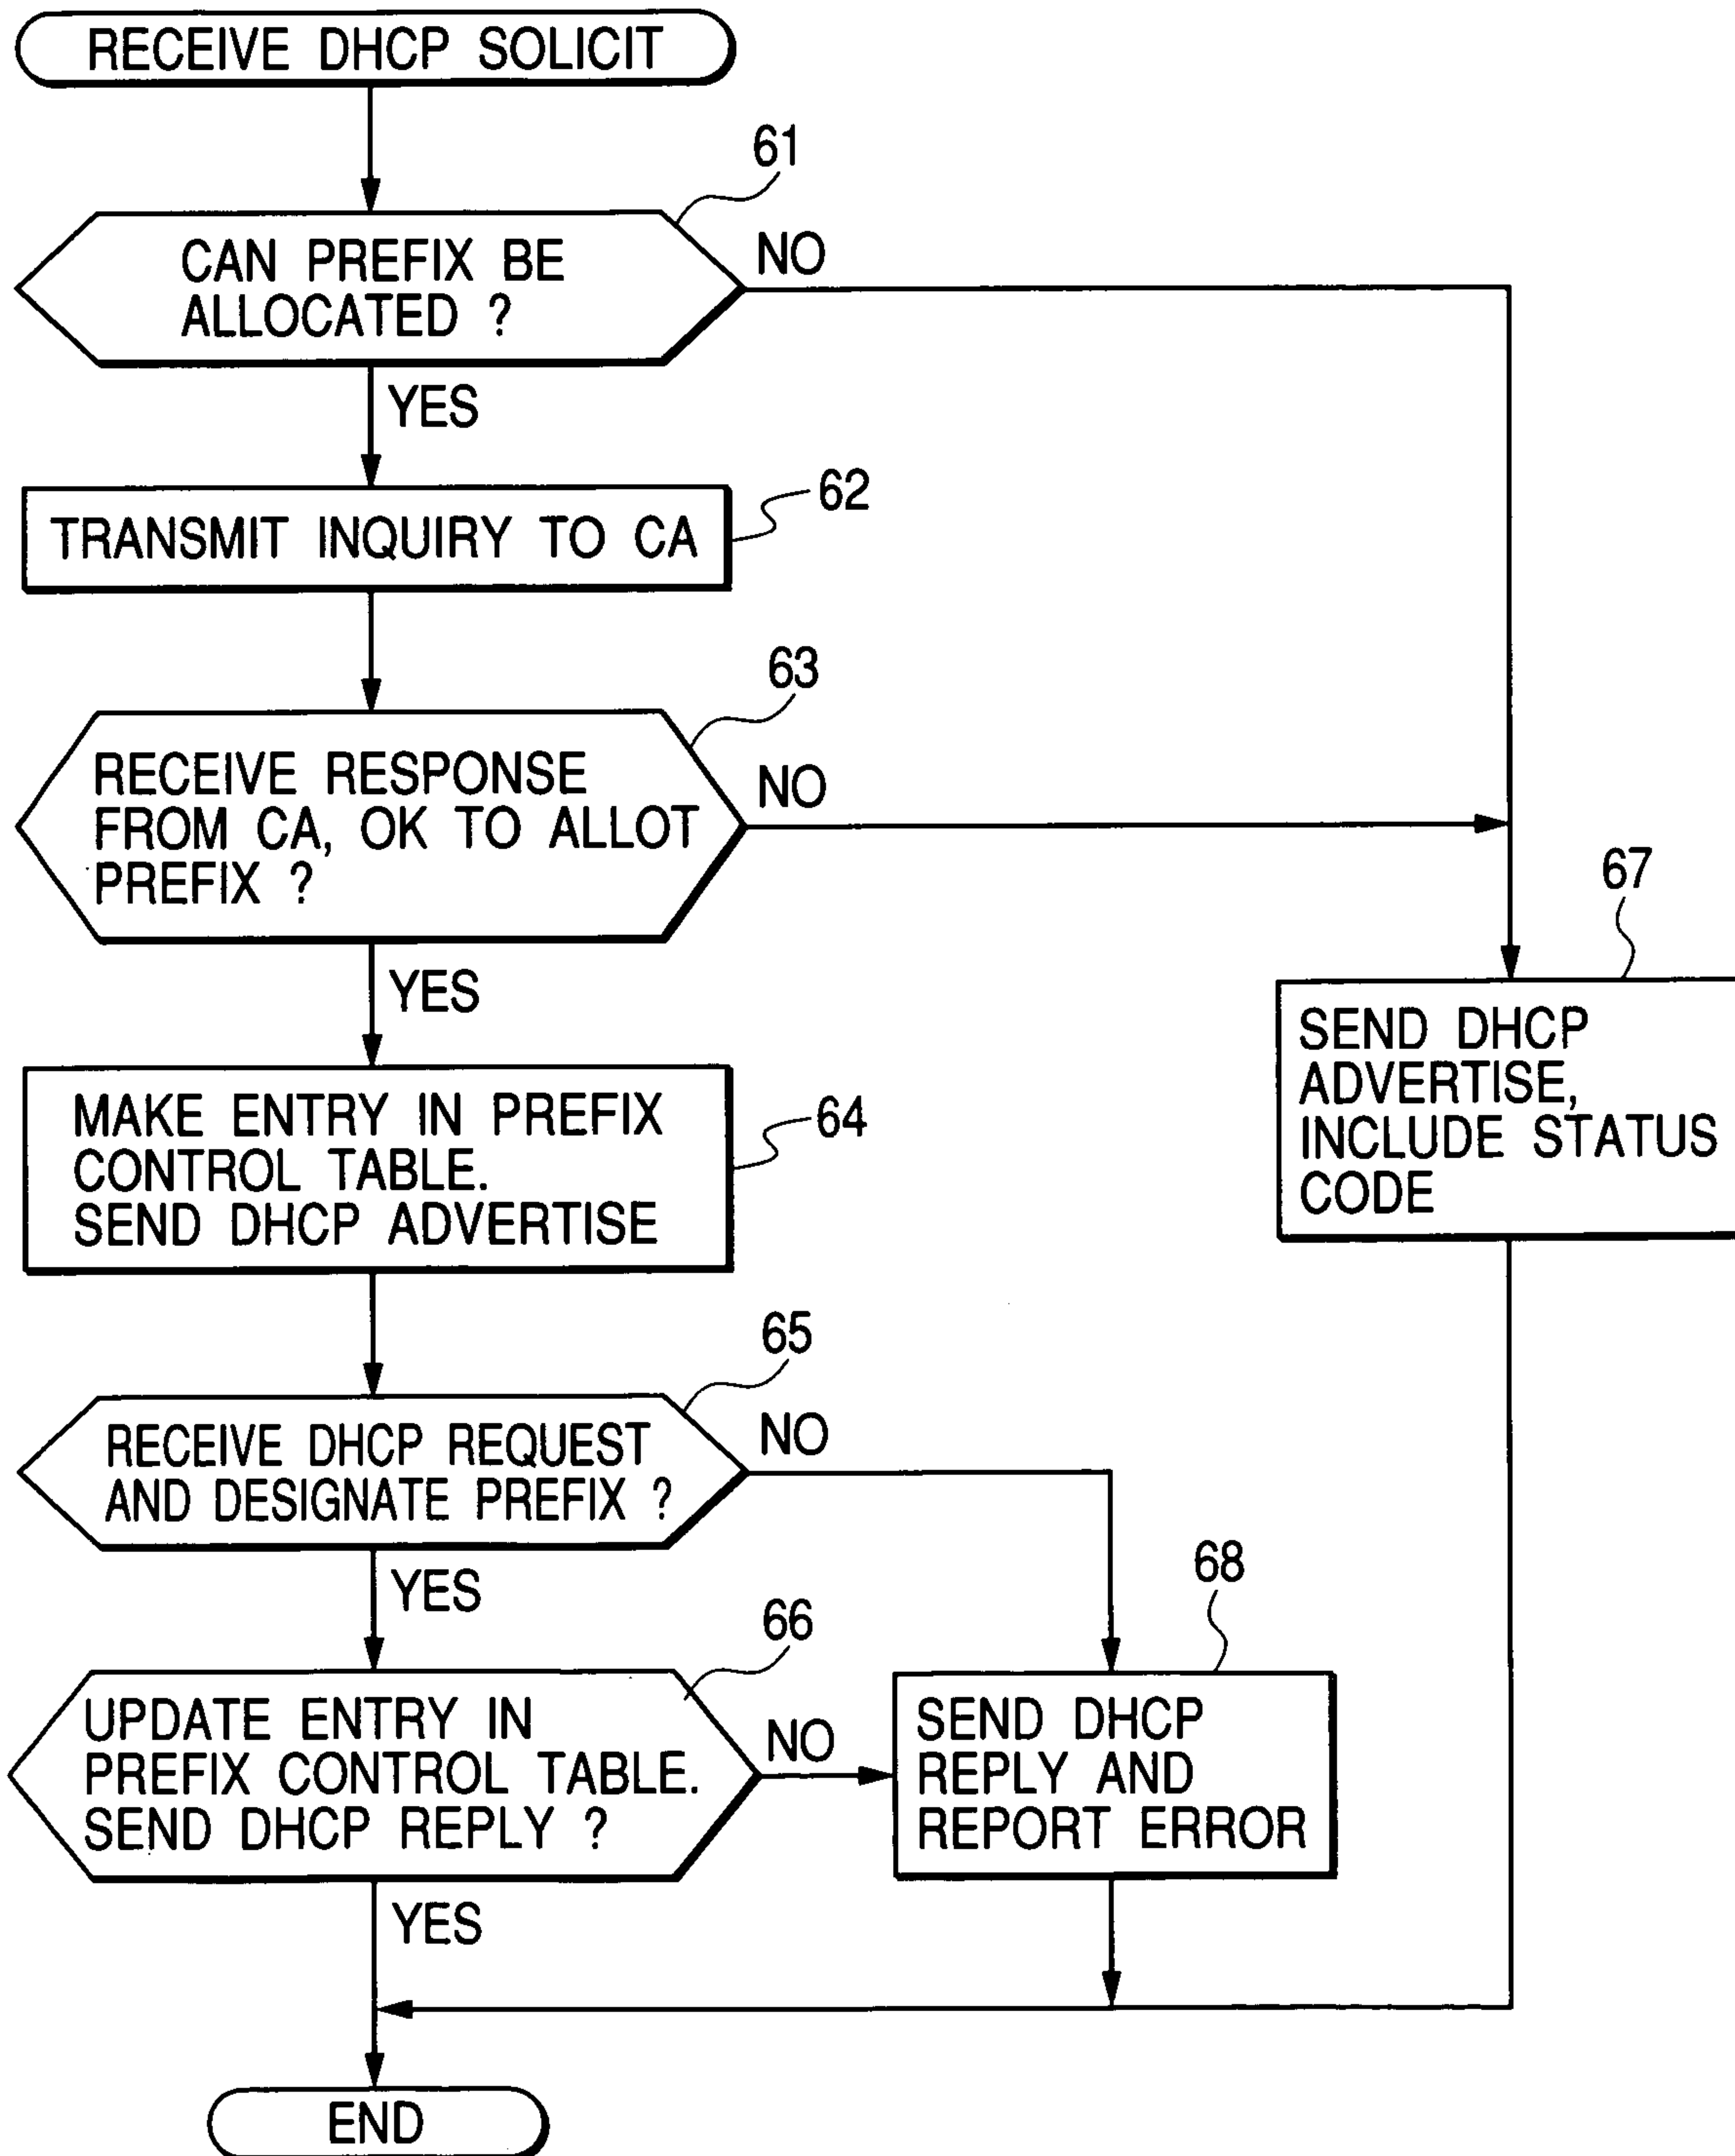 RECEIVE DHCP SOLICIT
61
CAN PREFIX BE
ALLOCATED ?
NO
YES
62
TRANSMIT INQUIRY TO CA
63
RECEIVE RESPONSE
FROM CA, OK TO ALLOT
PREFIX ?
NO
YES
67
SEND DHCP
ADVERTISE,
INCLUDE STATUS
CODE
64
MAKE ENTRY IN PREFIX
CONTROL TABLE.
SEND DHCP ADVERTISE
65
RECEIVE DHCP REQUEST
AND DESIGNATE PREFIX ?
NO
YES
66
UPDATE ENTRY IN
PREFIX CONTROL TABLE.
SEND DHCP REPLY ?
NO
YES
68
SEND DHCP
REPLY AND
REPORT ERROR
END